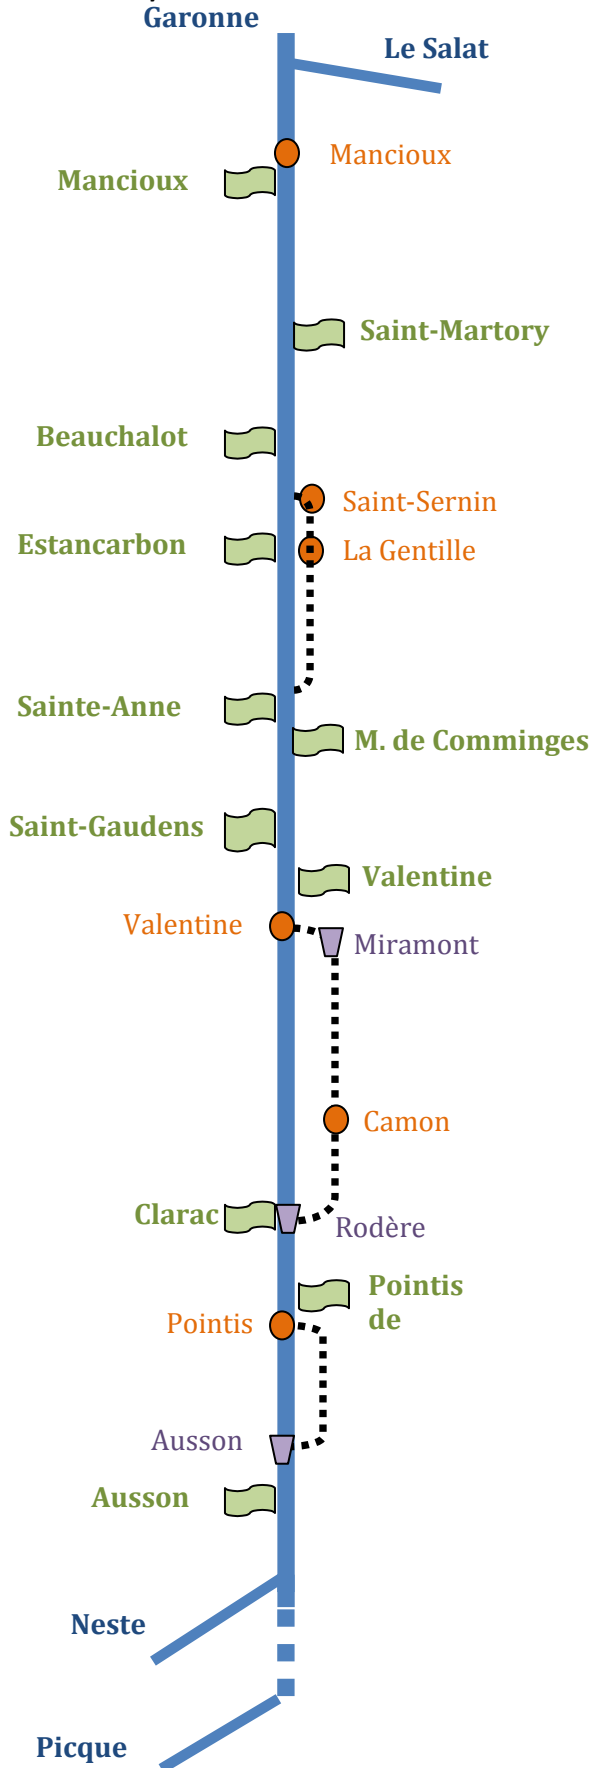 Garonne
Le Salat
Mancioux
Mancioux
Saint-Martory
Beauchalot
Saint-Sernin
Estancarbon
La Gentille
Sainte-Anne
M. de Comminges
Saint-Gaudens
Valentine
Valentine
Miramont
Camon
Clarac
Rodère
Pointis
de
Pointis
Ausson
Ausson
Neste
Picque